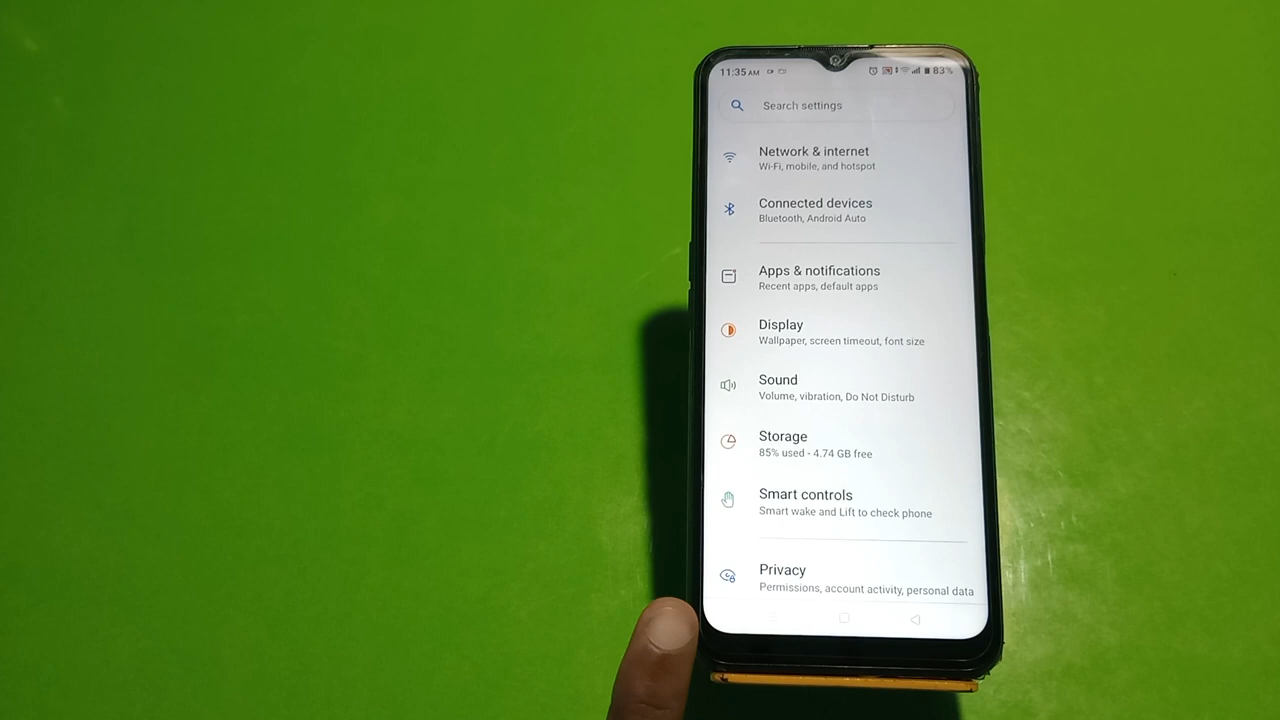 11:35 AM 83%
Search settings
Network & internet
Wi-Fi, mobile, and hotspot
Connected devices
Bluetooth, Android Auto
Apps & notifications
Recent apps, default apps
Display
Wallpaper, screen timeout, font size
Sound
Volume, vibration, Do Not Disturb
Storage
85% used - 4.74 GB free
Smart controls
Smart wake and Lift to check phone
Privacy
Permissions, account activity, personal data